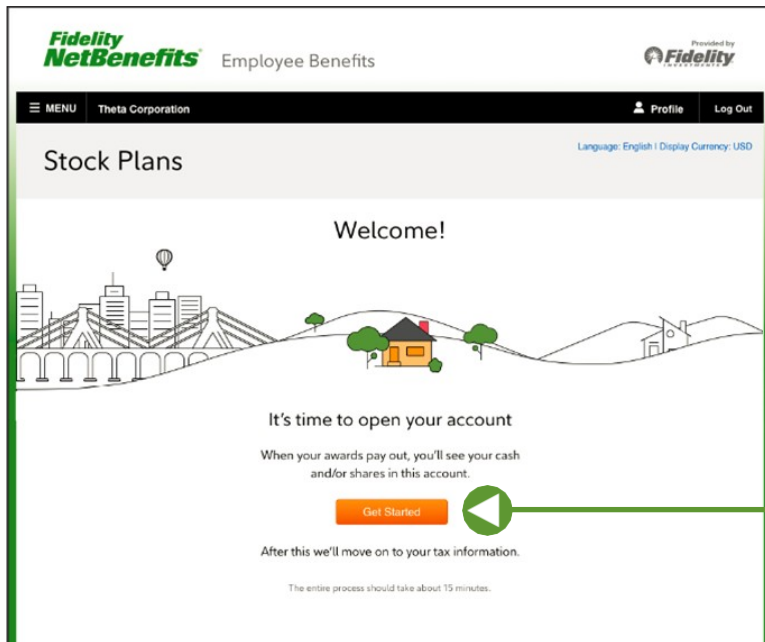 Fidelity
NetBenefits®
Employee Benefits
Provided by
Fidelity
INVESTMENTS
MENU Theta Corporation Profile Log Out
Stock Plans
Language: English | Display Currency: USD
Welcome!
It's time to open your account
When your awards pay out, you'll see your cash
and/or shares in this account.
Get Started
After this we'll move on to your tax information.
The entire process should take about 15 minutes.